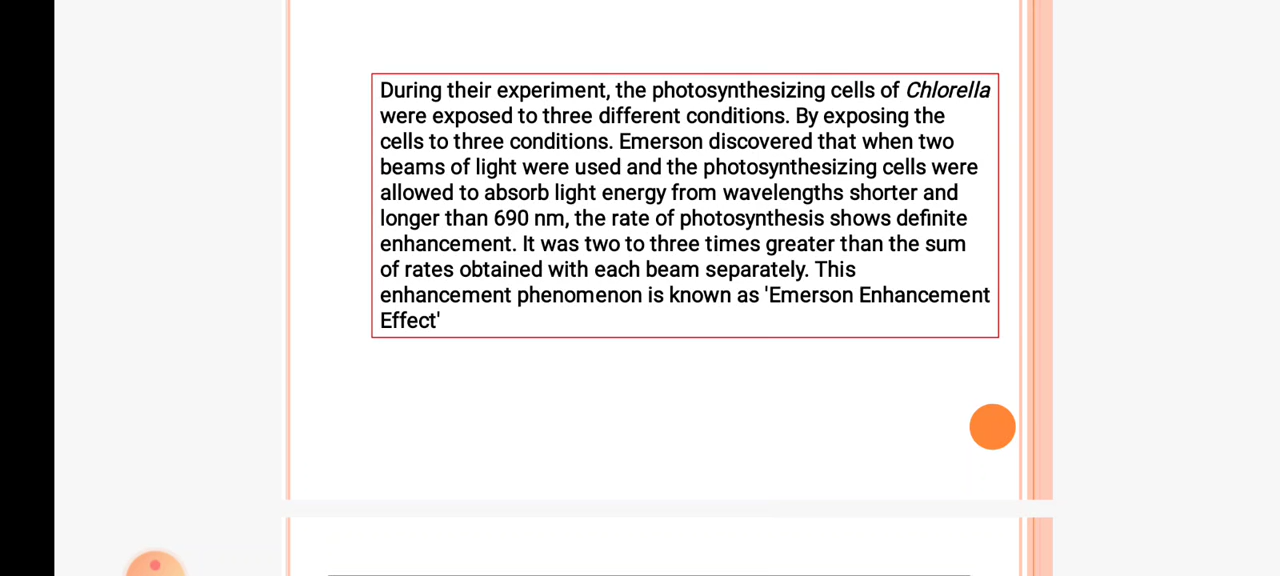 During their experiment, the photosynthesizing cells of Chlorella
were exposed to three different conditions. By exposing the
cells to three conditions. Emerson discovered that when two
beams of light were used and the photosynthesizing cells were
allowed to absorb light energy from wavelengths shorter and
longer than 690 nm, the rate of photosynthesis shows definite
enhancement. It was two to three times greater than the sum
of rates obtained with each beam separately. This
enhancement phenomenon is known as 'Emerson Enhancement
Effect'